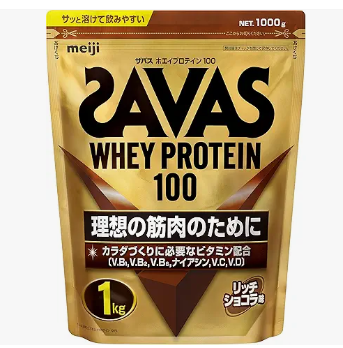 サッと溶けて飲みやすい
NET.1000g
meiji
ザバス ホエイプロテイン100
SAVAS
WHEY PROTEIN
100
理想の筋肉のために
カラダづくりに必要なビタミン配合
(V.B₁,V.B₂,V.B₆,ナイアシン,V.C,V.D)
1kg
リッチ
ショコラ味